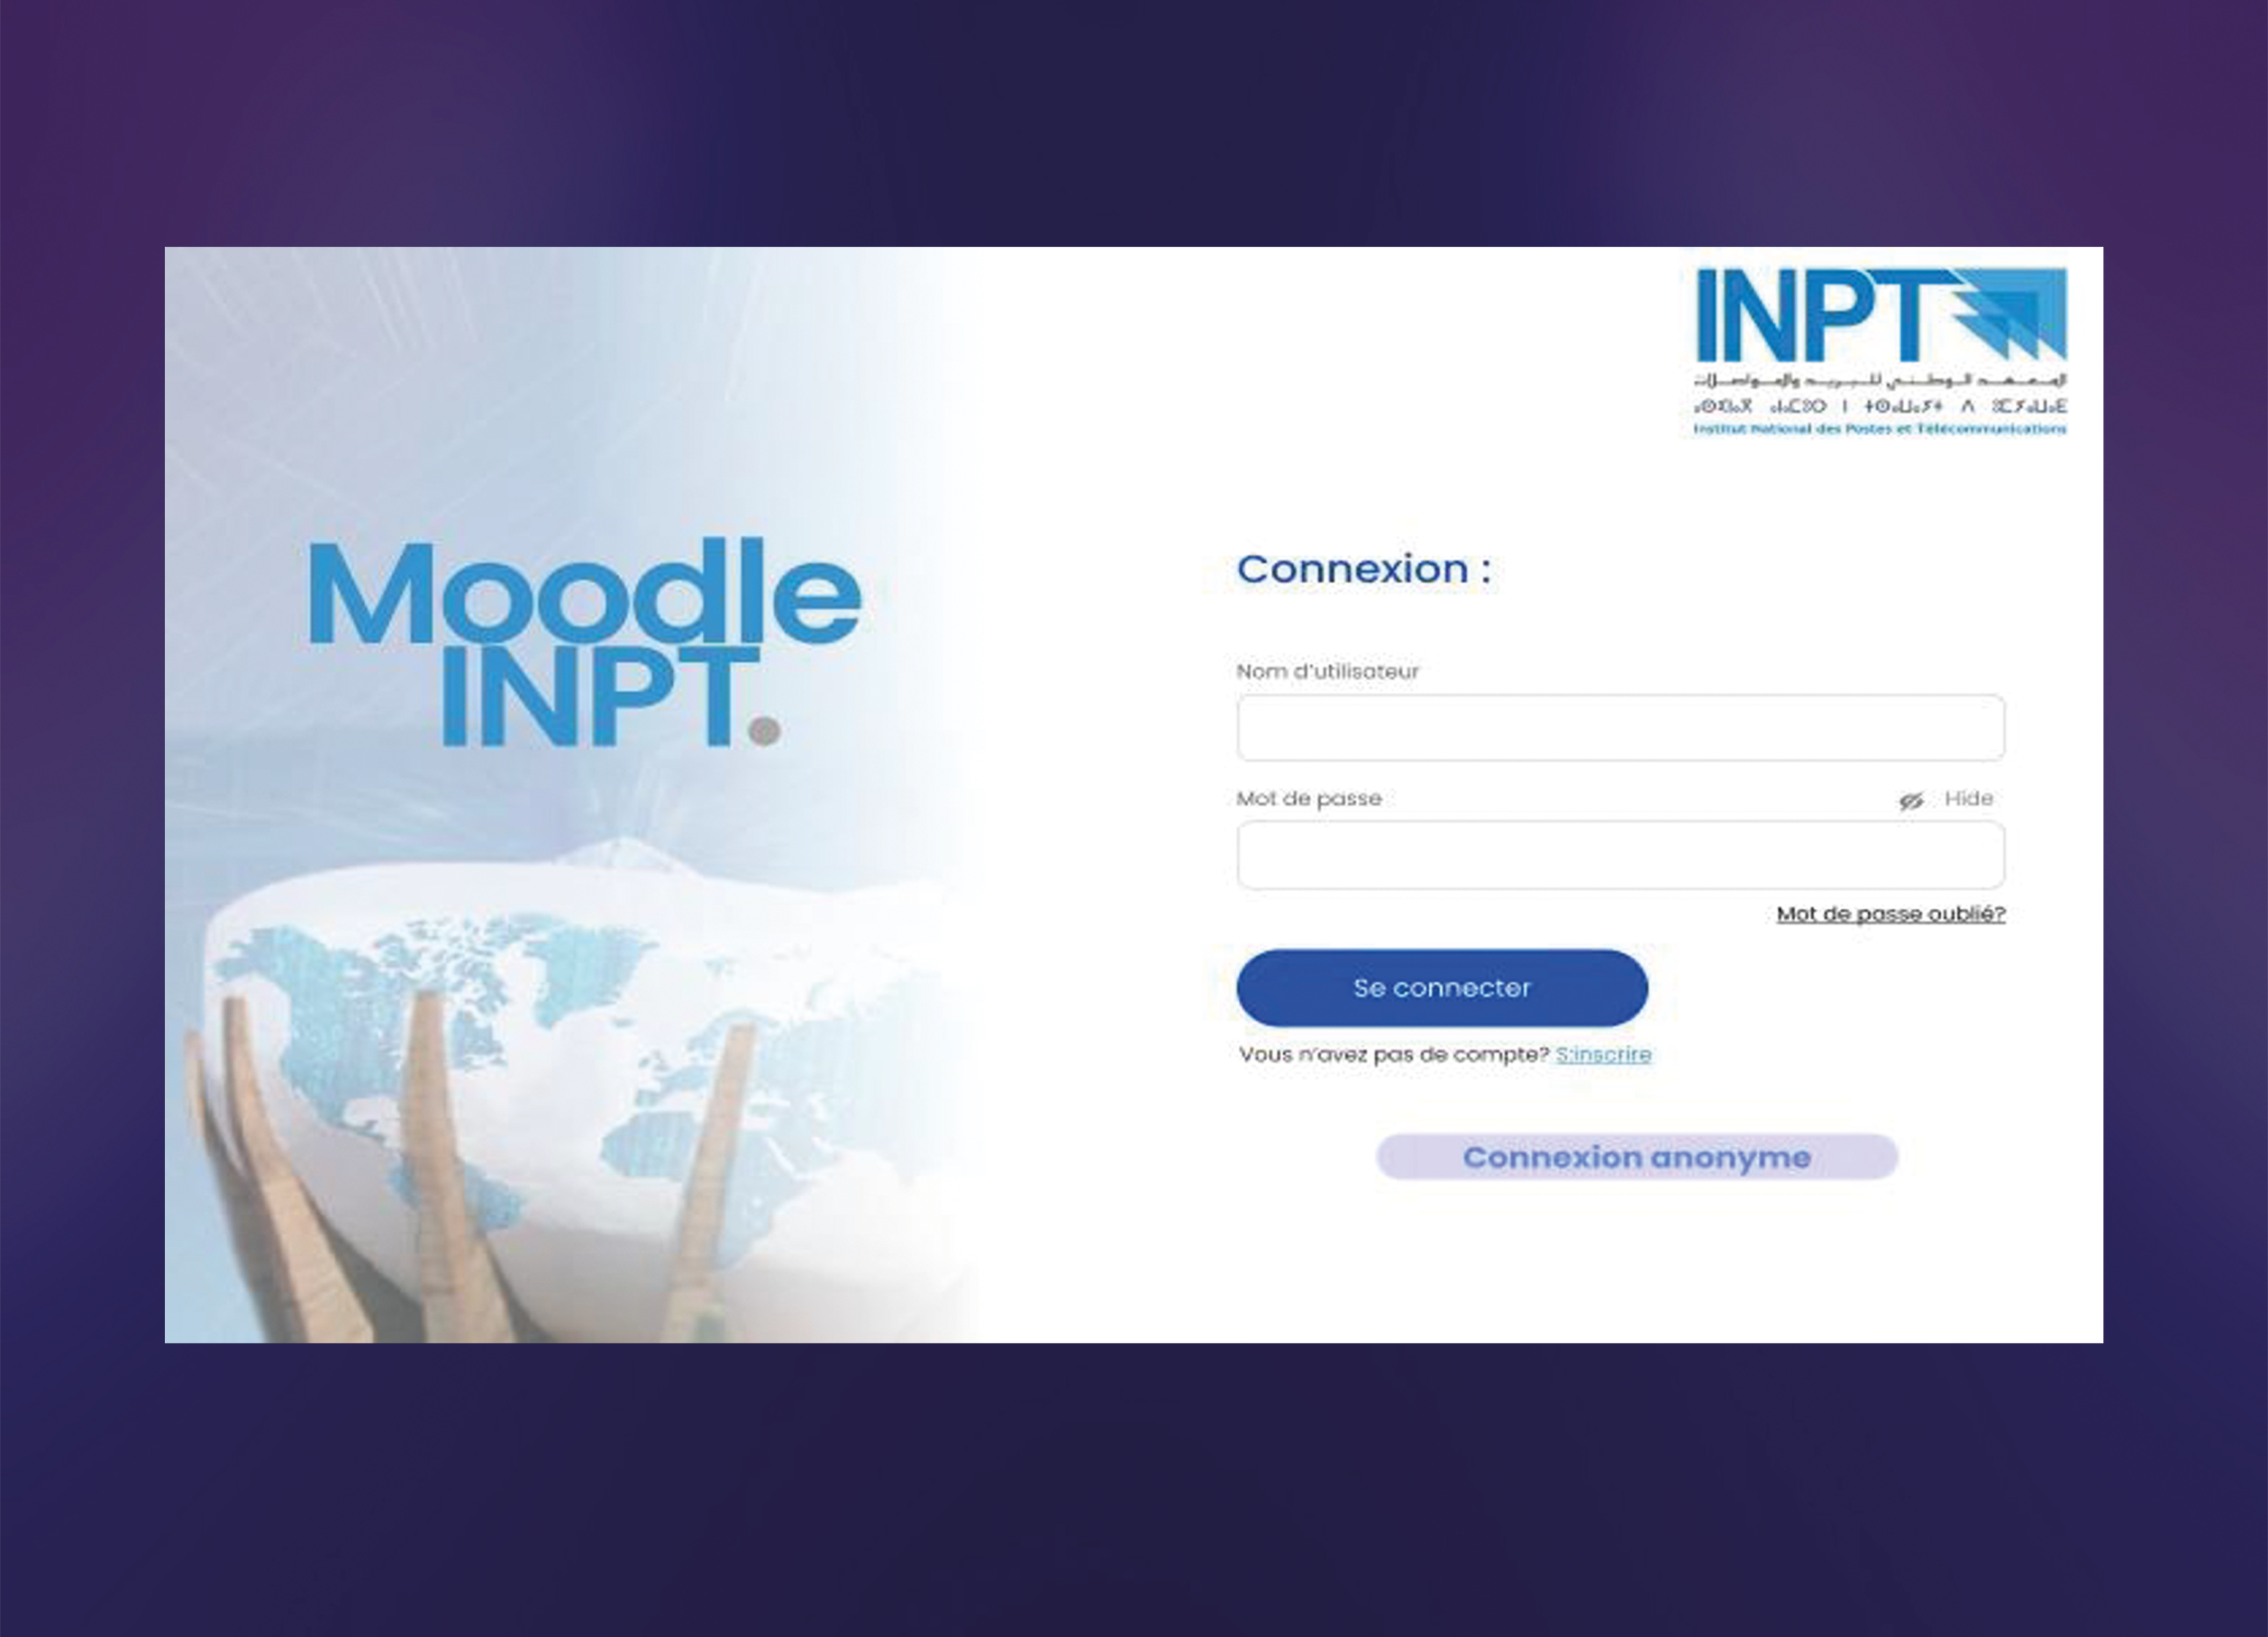 INPT
المعهد الوطني للبريد والمواصلات
Institut National des Postes et Télécommunications
Moodle
INPT.
Connexion :
Nom d'utilisateur
Mot de passe
Hide
Mot de passe oublié?
Se connecter
Vous n'avez pas de compte? S'inscrire
Connexion anonyme